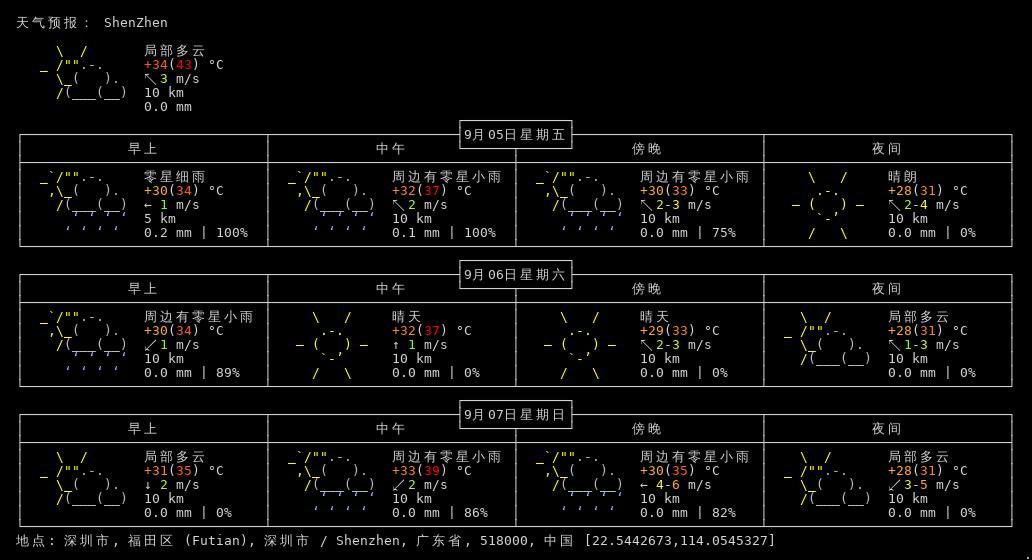 天气预报： ShenZhen
局部多云
+34(43) °C
↖ 3 m/s
10 km
0.0 mm
9月05日星期五
早上 中午 傍晚 夜间
零星细雨 周边有零星小雨 周边有零星小雨 晴朗
+30(34) °C +32(37) °C +30(33) °C +28(31) °C
← 1 m/s ↖ 2 m/s ↖ 2-3 m/s ↖ 2-4 m/s
5 km 10 km 10 km 10 km
0.2 mm | 100% 0.1 mm | 100% 0.0 mm | 75% 0.0 mm | 0%
9月06日星期六
早上 中午 傍晚 夜间
周边有零星小雨 晴天 晴天 局部多云
+30(34) °C +32(37) °C +29(33) °C +28(31) °C
↙ 1 m/s ↑ 1 m/s ↖ 2-3 m/s ↖ 1-3 m/s
10 km 10 km 10 km 10 km
0.0 mm | 89% 0.0 mm | 0% 0.0 mm | 0% 0.0 mm | 0%
9月07日星期日
早上 中午 傍晚 夜间
局部多云 周边有零星小雨 周边有零星小雨 局部多云
+31(35) °C +33(39) °C +30(35) °C +28(31) °C
↓ 2 m/s ↙ 2 m/s ← 4-6 m/s ↙ 3-5 m/s
10 km 10 km 10 km 10 km
0.0 mm | 0% 0.0 mm | 86% 0.0 mm | 82% 0.0 mm | 0%
地点: 深圳市, 福田区 (Futian), 深圳市 / Shenzhen, 广东省, 518000, 中国 [22.5442673,114.0545327]